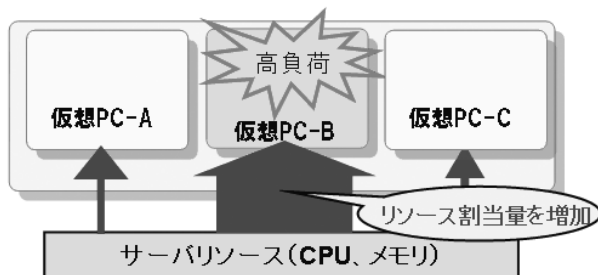 高負荷
仮想PC-A
仮想PC-B
仮想PC-C
リソース割当量を増加
サーバリソース(CPU、メモリ)